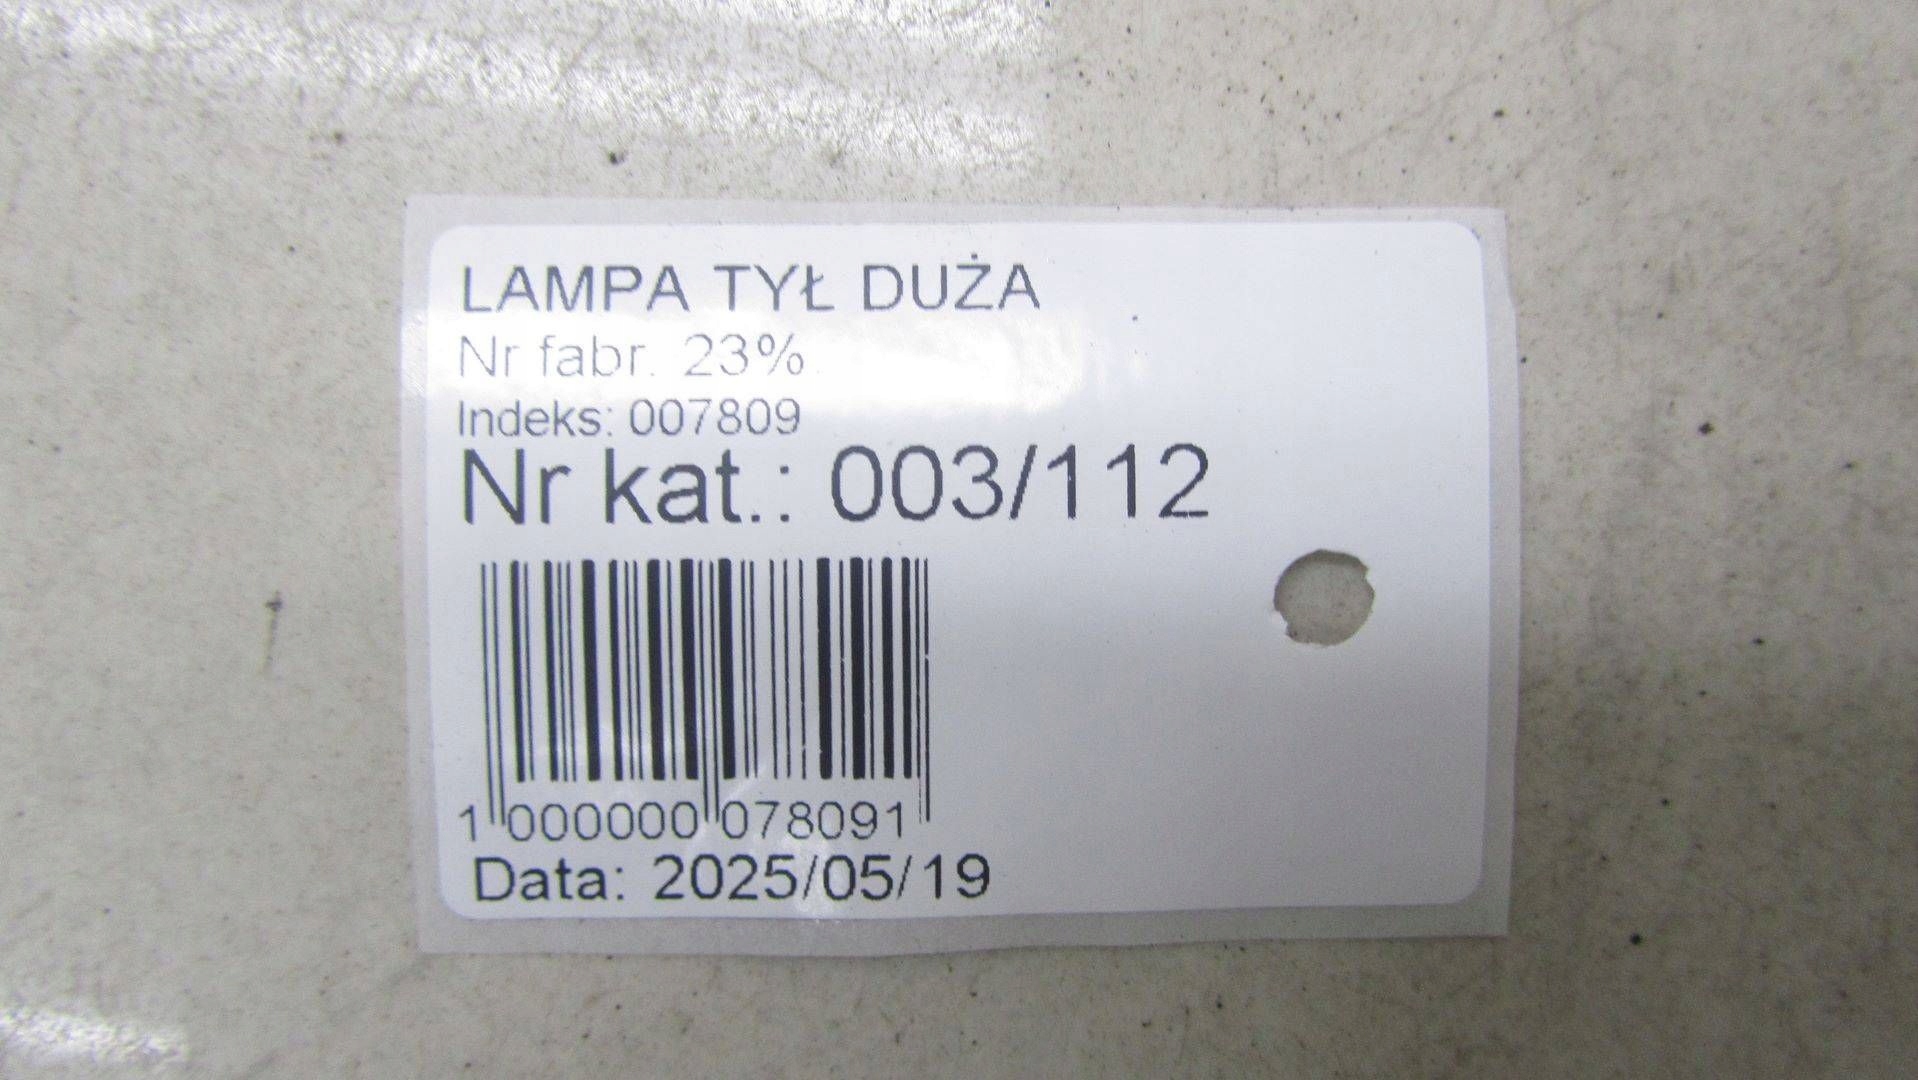 LAMPA TYŁ DUŻA
Nr fabr. 23%
Indeks: 007809
Nr kat.: 003/112
1 000000 078091
Data: 2025/05/19